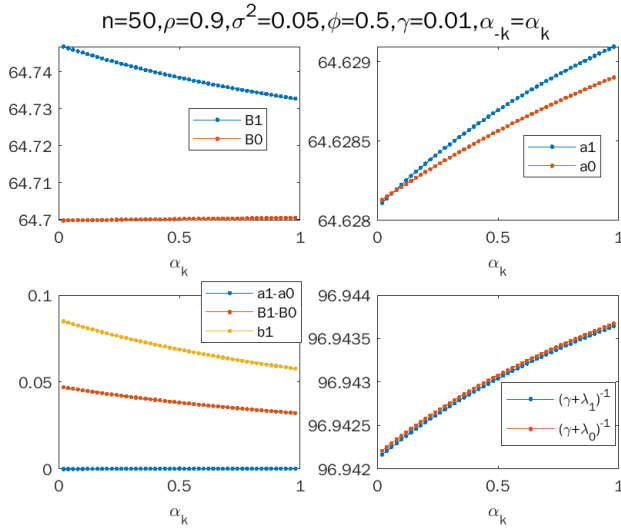 n=50,ρ=0.9,σ²=0.05,ϕ=0.5,γ=0.01,α₋ₖ=αₖ
64.74
64.73
64.72
64.71
64.7
B1
B0
0
0.5
1
αₖ
64.629
64.6285
64.628
a1
a0
0
0.5
1
αₖ
0.1
0.05
0
a1-a0
B1-B0
b1
0
0.5
1
αₖ
96.944
96.9435
96.943
96.9425
96.942
(γ+λ₁)⁻¹
(γ+λ₀)⁻¹
0
0.5
1
αₖ